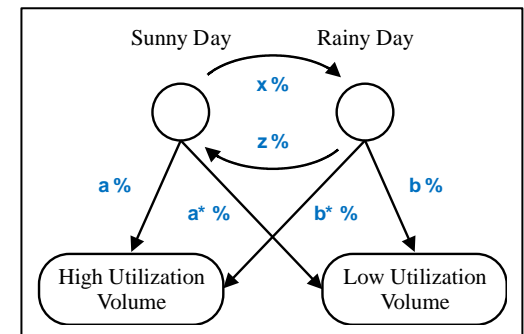 Sunny Day Rainy Day
x %
z %
a % a* % b* % b %
High Utilization Volume
Low Utilization Volume